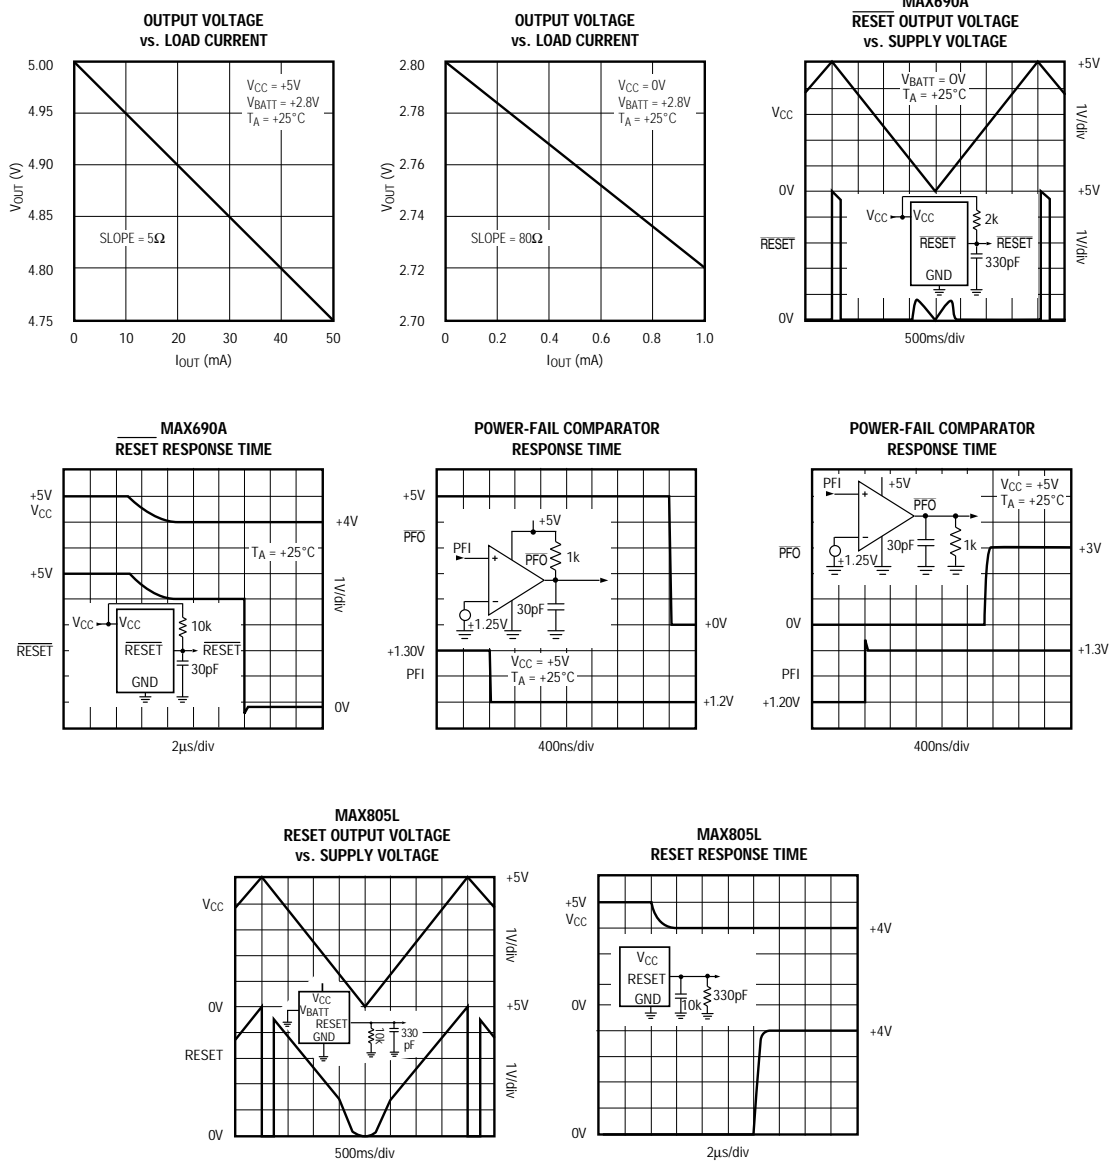 OUTPUT VOLTAGE
vs. LOAD CURRENT
5.00
4.95
4.90
4.85
4.80
4.75
VOUT (V)
VCC = +5V
VBATT = +2.8V
TA = +25°C
SLOPE = 5Ω
0 10 20 30 40 50
IOUT (mA)
OUTPUT VOLTAGE
vs. LOAD CURRENT
2.80
2.78
2.76
2.74
2.72
2.70
VOUT (V)
VCC = 0V
VBATT = +2.8V
TA = +25°C
SLOPE = 80Ω
0 0.2 0.4 0.6 0.8 1.0
IOUT (mA)
MAX690A
RESET OUTPUT VOLTAGE
vs. SUPPLY VOLTAGE
+5V
VBATT = 0V
TA = +25°C
VCC
1V/div
0V
+5V
VCC
VCC
2k
RESET
RESET
RESET
1V/div
330pF
GND
0V
500ms/div
MAX690A
RESET RESPONSE TIME
+5V
VCC
+4V
TA = +25°C
+5V
1V/div
VCC
VCC
10k
RESET
RESET
RESET
30pF
GND
0V
2µs/div
POWER-FAIL COMPARATOR
RESPONSE TIME
+5V
+5V
PFO
PFI
+
PFO
1k
–
30pF
+1.25V
+0V
+1.30V
VCC = +5V
TA = +25°C
PFI
+1.2V
400ns/div
POWER-FAIL COMPARATOR
RESPONSE TIME
PFI
+5V
VCC = +5V
TA = +25°C
+
PFO
–
30pF
1k
PFO
+1.25V
+3V
0V
+1.3V
PFI
+1.20V
400ns/div
MAX805L
RESET OUTPUT VOLTAGE
vs. SUPPLY VOLTAGE
+5V
VCC
1V/div
0V
+5V
VCC
VBATT
RESET
GND
10k
330
pF
RESET
1V/div
0V
500ms/div
MAX805L
RESET RESPONSE TIME
+5V
VCC
+4V
VCC
RESET
GND
10k
330pF
0V
+4V
0V
2µs/div